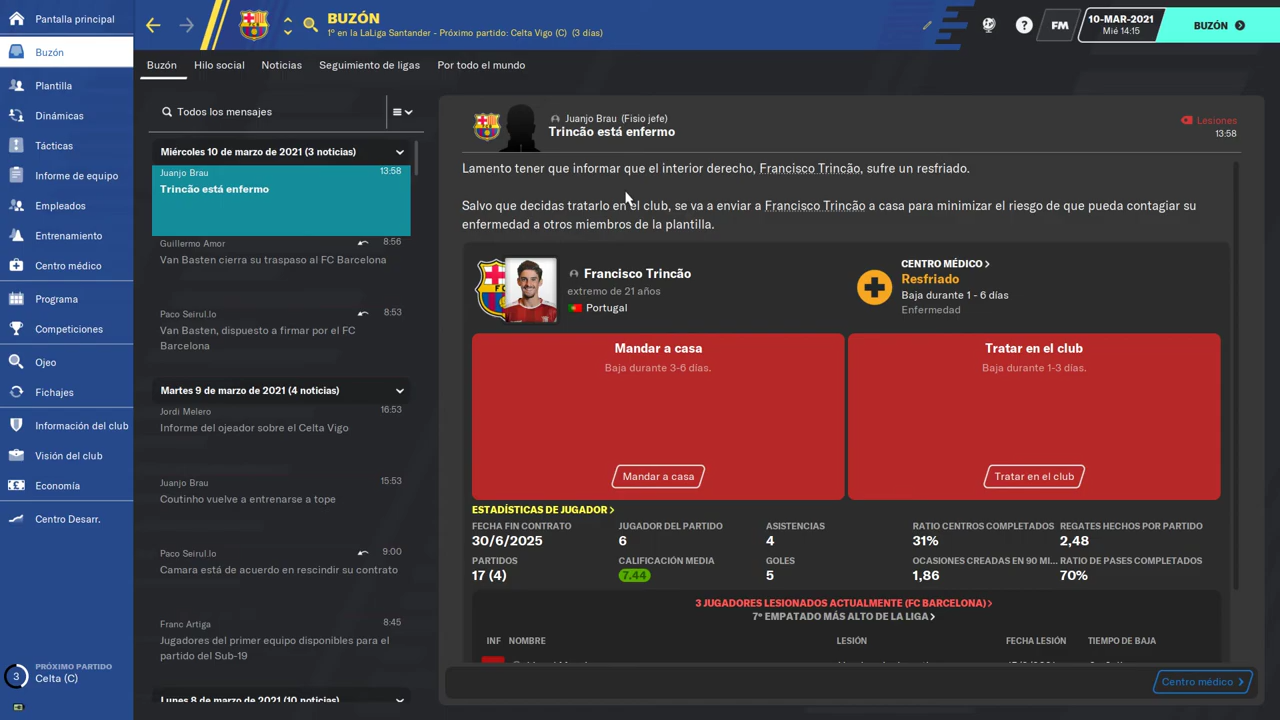 Pantalla principal
Buzón
Plantilla
Dinámicas
Tácticas
Informe de equipo
Empleados
Entrenamiento
Centro médico
Programa
Competiciones
Ojeo
Fichajes
Información del club
Visión del club
Economía
Centro Desarr.
3
PRÓXIMO PARTIDO
Celta (C)
BUZÓN
1º en la LaLiga Santander - Próximo partido: Celta Vigo (C) (3 días)
?
FM
10-MAR-2021
Mié 14:15
BUZÓN
Buzón Hilo social Noticias Seguimiento de ligas Por todo el mundo
Todos los mensajes
Miércoles 10 de marzo de 2021 (3 noticias)
Juanjo Brau 13:58
Trincão está enfermo
Guillermo Amor 8:56
Van Basten cierra su traspaso al FC Barcelona
Paco Seirul.lo 8:53
Van Basten, dispuesto a firmar por el FC
Barcelona
Martes 9 de marzo de 2021 (4 noticias)
Jordi Melero 16:53
Informe del ojeador sobre el Celta Vigo
Juanjo Brau 15:53
Coutinho vuelve a entrenarse a tope
Paco Seirul.lo 9:00
Camara está de acuerdo en rescindir su contrato
Franc Artiga 8:45
Jugadores del primer equipo disponibles para el
partido del Sub-19
Lunes 8 de marzo de 2021 (10 noticias)
Juanjo Brau (Fisio jefe)
Trincão está enfermo
Lesiones
13:58
Lamento tener que informar que el interior derecho, Francisco Trincão, sufre un resfriado.
Salvo que decidas tratarlo en el club, se va a enviar a Francisco Trincão a casa para minimizar el riesgo de que pueda contagiar su
enfermedad a otros miembros de la plantilla.
Francisco Trincão
extremo de 21 años
Portugal
CENTRO MÉDICO
Resfriado
Baja durante 1 - 6 días
Enfermedad
Mandar a casa
Baja durante 3-6 días.
Mandar a casa
Tratar en el club
Baja durante 1-3 días.
Tratar en el club
ESTADÍSTICAS DE JUGADOR
FECHA FIN CONTRATO JUGADOR DEL PARTIDO ASISTENCIAS RATIO CENTROS COMPLETADOS REGATES HECHOS POR PARTIDO
30/6/2025 6 4 31% 2,48
PARTIDOS CALIFICACIÓN MEDIA GOLES OCASIONES CREADAS EN 90 MI... RATIO DE PASES COMPLETADOS
17 (4) 7.44 5 1,86 70%
3 JUGADORES LESIONADOS ACTUALMENTE (FC BARCELONA)
7º EMPATADO MÁS ALTO DE LA LIGA
INF NOMBRE LESIÓN FECHA LESIÓN TIEMPO DE BAJA
Centro médico